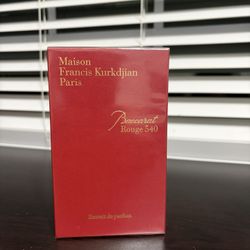 Maison
Francis Kurkdjian
Paris
Baccarat
Rouge 540
Extrait de parfum